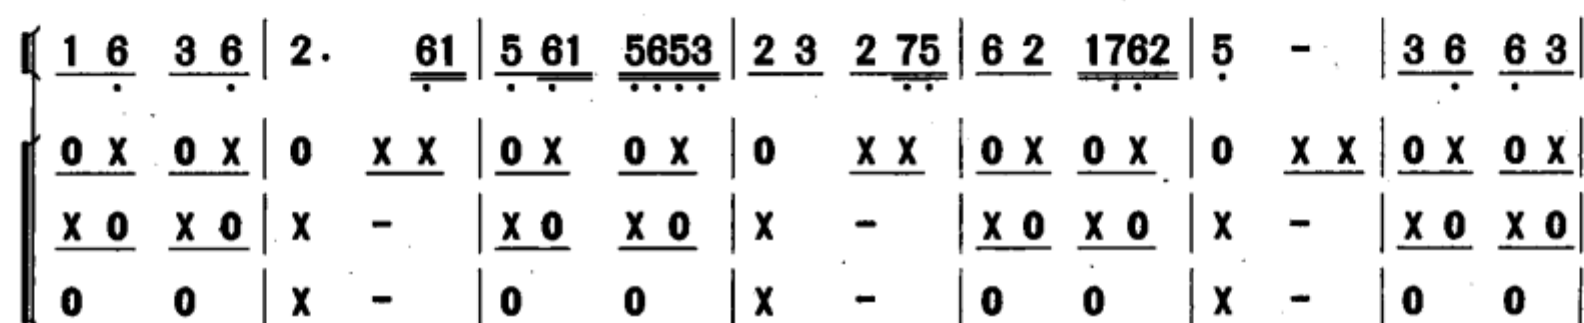 1 6 3 6 | 2. 61 | 5 61 5653 | 2 3 2 75 | 6 2 1762 | 5 - | 3 6 6 3 |
0 X 0 X | 0 X X | 0 X 0 X | 0 X X | 0 X 0 X | 0 X X | 0 X 0 X |
X 0 X 0 | X - | X 0 X 0 | X - | X 0 X 0 | X - | X 0 X 0 |
0 0 | X - | 0 0 | X - | 0 0 | X - | 0 0 |